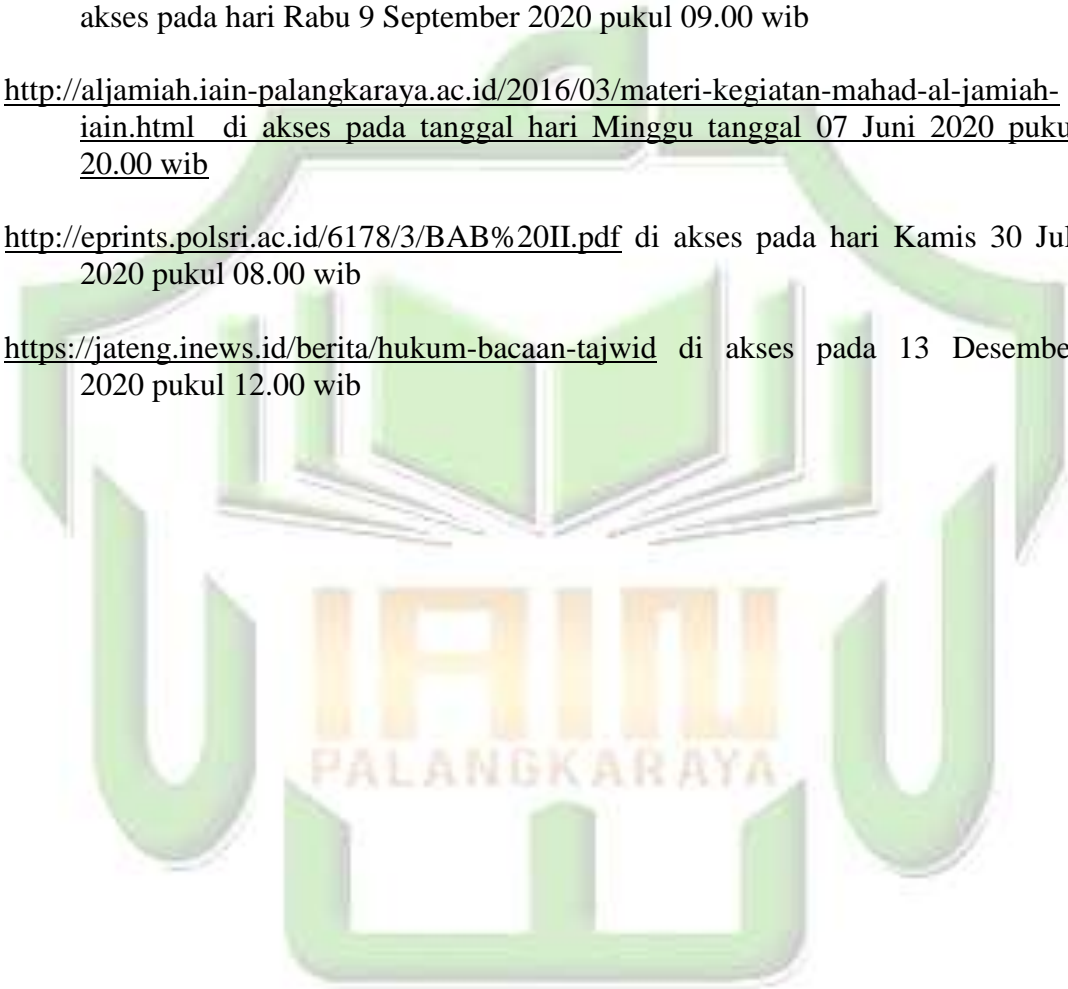 akses pada hari Rabu 9 September 2020 pukul 09.00 wib
http://aljamiah.iain-palangkaraya.ac.id/2016/03/materi-kegiatan-mahad-al-jamiah-
iain.html di akses pada tanggal hari Minggu tanggal 07 Juni 2020 puku
20.00 wib
http://eprints.polsri.ac.id/6178/3/BAB%20II.pdf di akses pada hari Kamis 30 Jul
2020 pukul 08.00 wib
https://jateng.inews.id/berita/hukum-bacaan-tajwid di akses pada 13 Desembe
2020 pukul 12.00 wib
IAIN
PALANGKARAYA